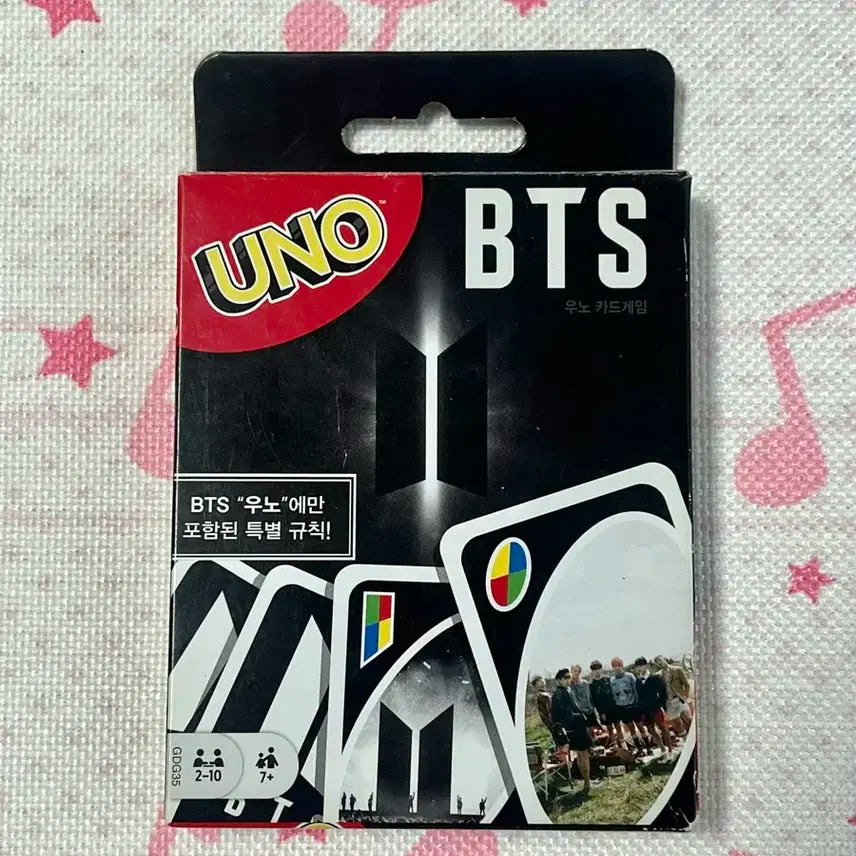 UNO™
BTS
우노 카드게임
BTS "우노"에만
포함된 특별 규칙!
GDG35
2-10
7+
B T